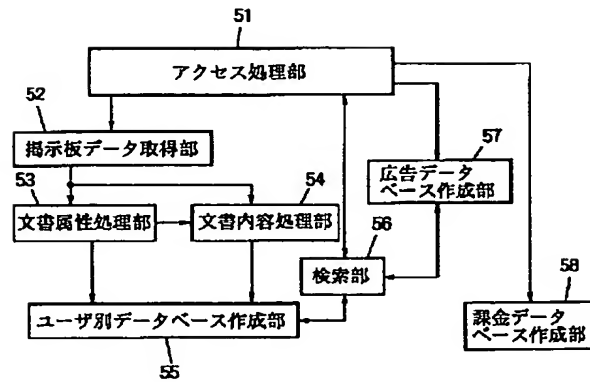 51
アクセス処理部
52
掲示板データ取得部
53
文書属性処理部
54
文書内容処理部
57
広告データ
ベース作成部
56
検索部
58
課金データ
ベース作成部
ユーザ別データベース作成部
55